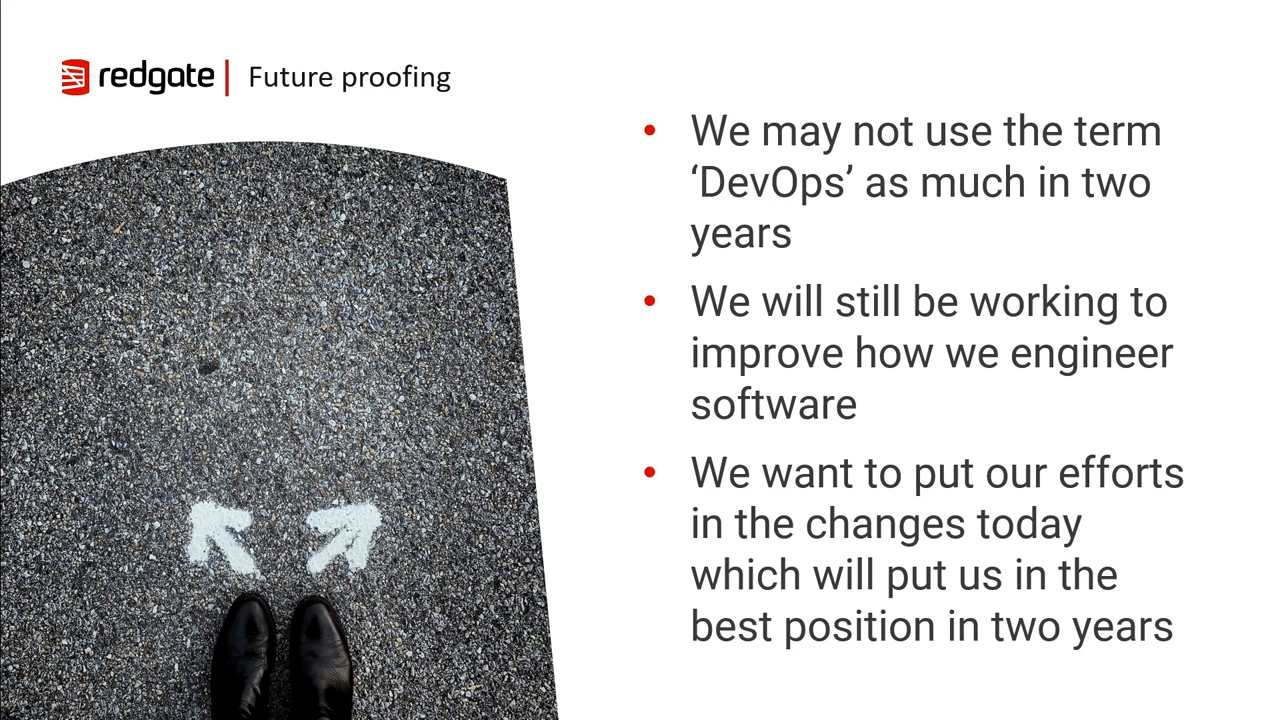 redgate | Future proofing
• We may not use the term
‘DevOps’ as much in two
years
• We will still be working to
improve how we engineer
software
• We want to put our efforts
in the changes today
which will put us in the
best position in two years